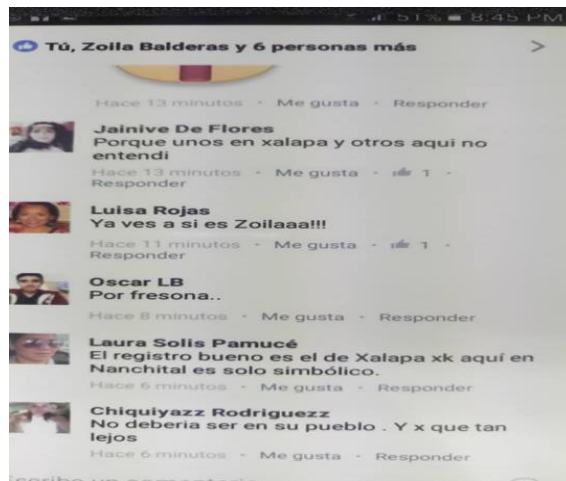 51% 8:45 PM
Tú, Zoila Balderas y 6 personas más >
Hace 13 minutos · Me gusta · Responder
Jainive De Flores
Porque unos en xalapa y otros aqui no
entendi
Hace 13 minutos · Me gusta · 1 ·
Responder
Luisa Rojas
Ya ves a si es Zoilaaa!!!
Hace 11 minutos · Me gusta · 1 ·
Responder
Oscar LB
Por fresona..
Hace 8 minutos · Me gusta · Responder
Laura Solis Pamucé
El registro bueno es el de Xalapa xk aquí en
Nanchital es solo simbólico.
Hace 6 minutos · Me gusta · Responder
Chiquiyazz Rodriguezz
No deberia ser en su pueblo . Y x que tan
lejos
Hace 6 minutos · Me gusta · Responder